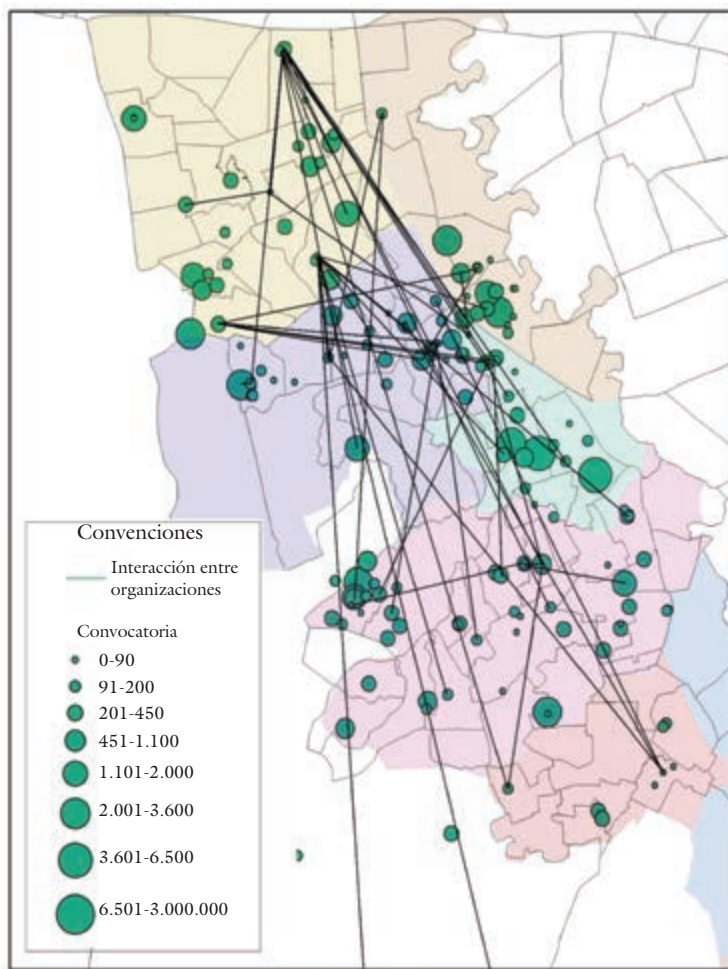 Convenciones
Interacción entre
organizaciones
Convocatoria
0-90
91-200
201-450
451-1.100
1.101-2.000
2.001-3.600
3.601-6.500
6.501-3.000.000